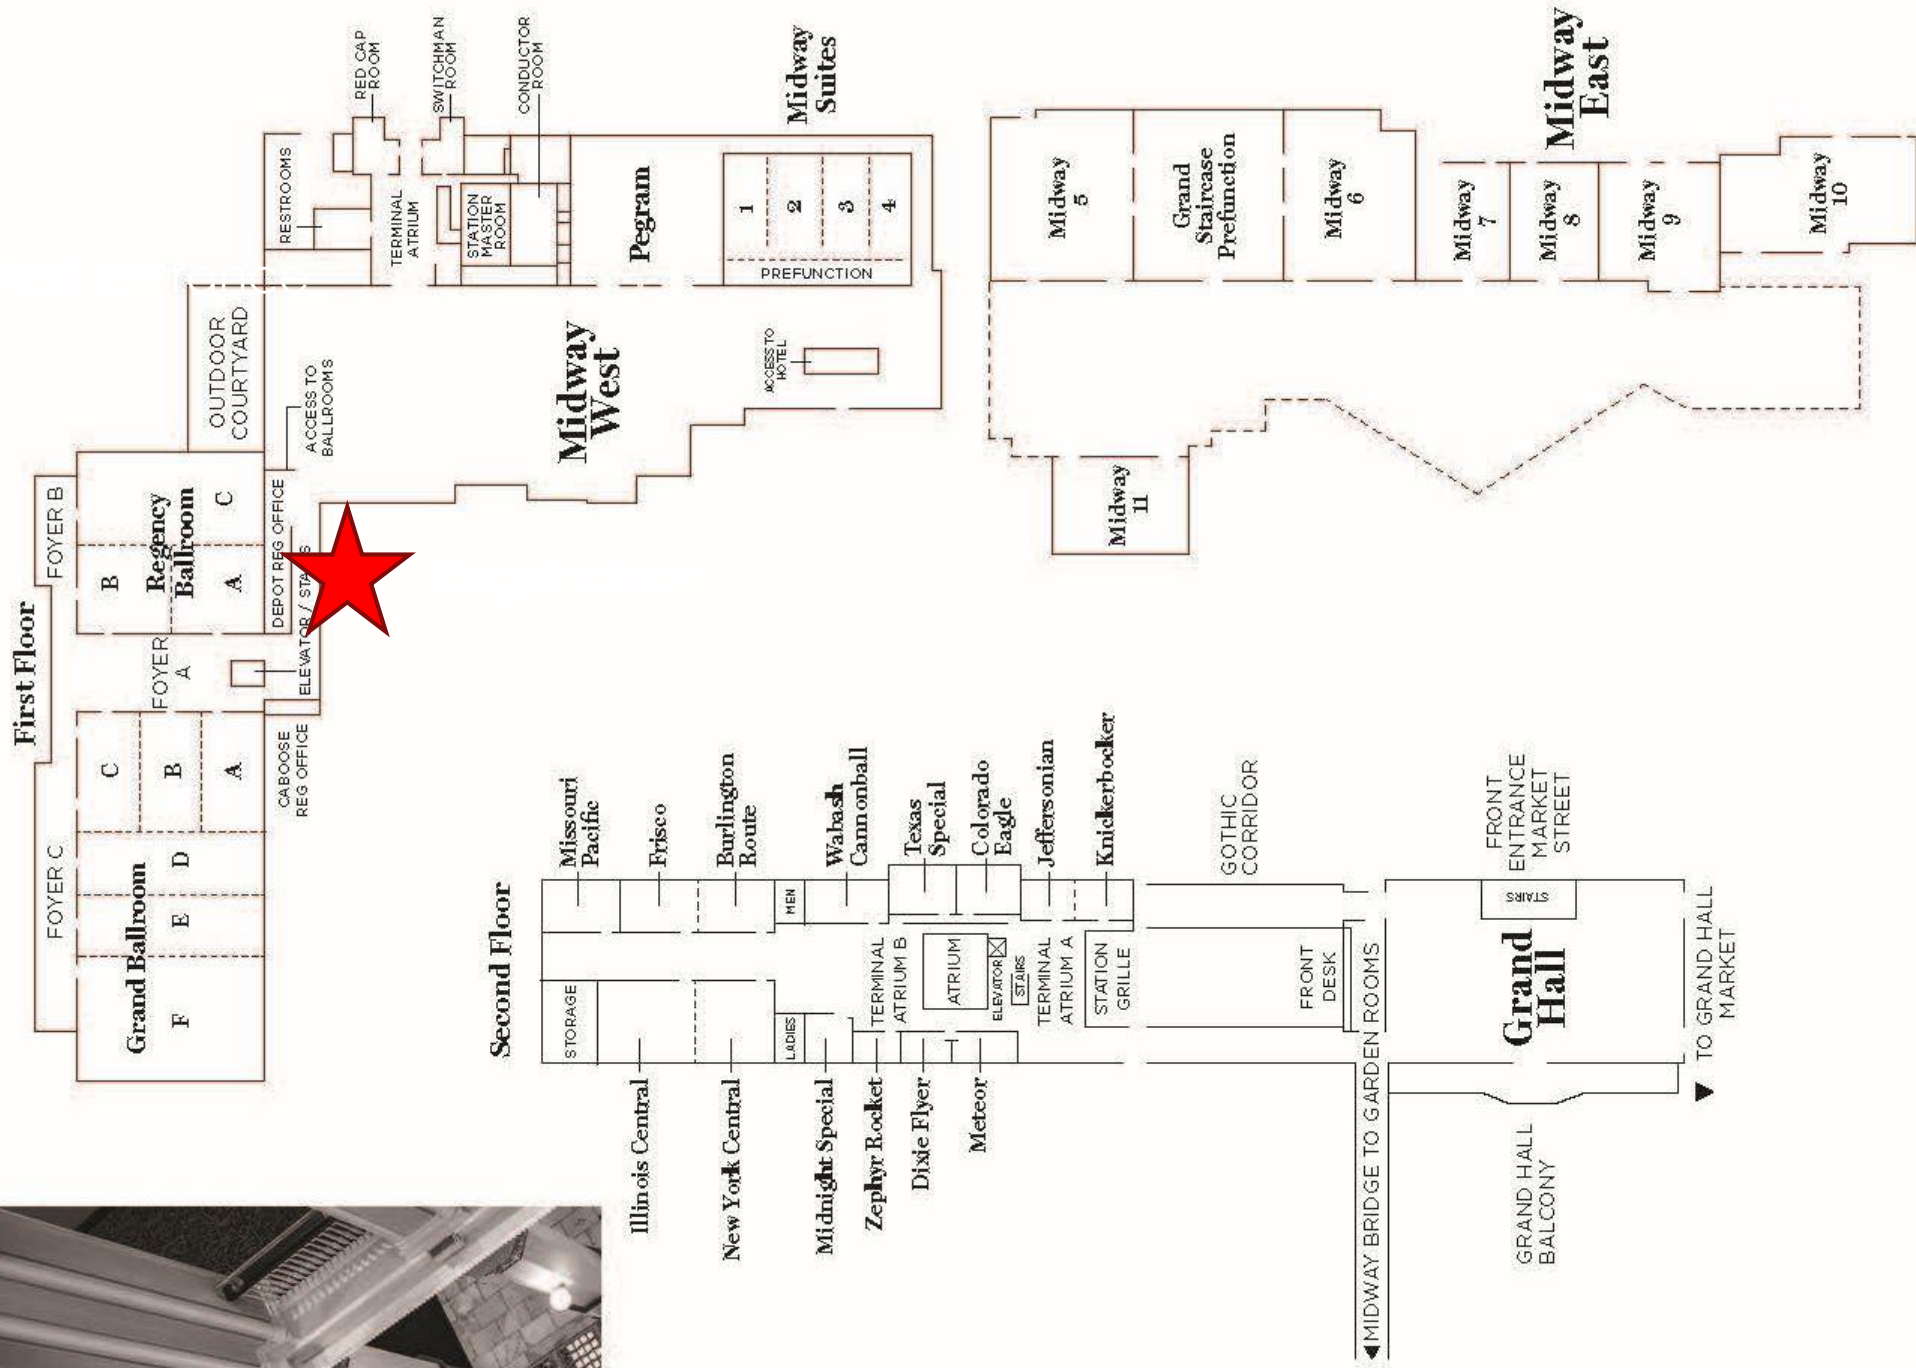 First Floor
FOYER C
FOYER B
Grand Ballroom
F
E
D
C
B
A
FOYER
A
Regency
Ballroom
B
A
C
OUTDOOR
COURTYARD
CABOOSE
REG OFFICE
ELEVATOR /
DEPOT REG OFFICE
ACCESS TO
BALLROOMS
RESTROOMS
RED CAP
ROOM
TERMINAL
ATRIUM
SWITCHMAN
ROOM
STATION
MASTER
ROOM
CONDUCTOR
ROOM
Midway
West
Pegram
Midway
Suites
1
2
3
4
PREFUNCTION
ACCESS TO
HOTEL
Second Floor
STORAGE
Missouri
Pacific
Frisco
Burlington
Route
MEN
Wabash
Cannonball
Texas
Special
Colorado
Eagle
Jeffersonian
Knickerbocker
Illinois Central
New York Central
LADIES
Midnight Special
Zephyr Rocket
Dixie Flyer
Meteor
TERMINAL
ATRIUM B
ATRIUM
ELEVATOR
STAIRS
TERMINAL
ATRIUM A
STATION
GRILLE
GOTHIC
CORRIDOR
FRONT
DESK
MIDWAY BRIDGE TO GARDEN ROOMS
Grand
Hall
STAIRS
FRONT
ENTRANCE
MARKET
STREET
GRAND HALL
BALCONY
TO GRAND HALL
MARKET
Midway
East
Midway
5
Grand
Staircase
Prefunction
Midway
6
Midway
7
Midway
8
Midway
9
Midway
10
Midway
11